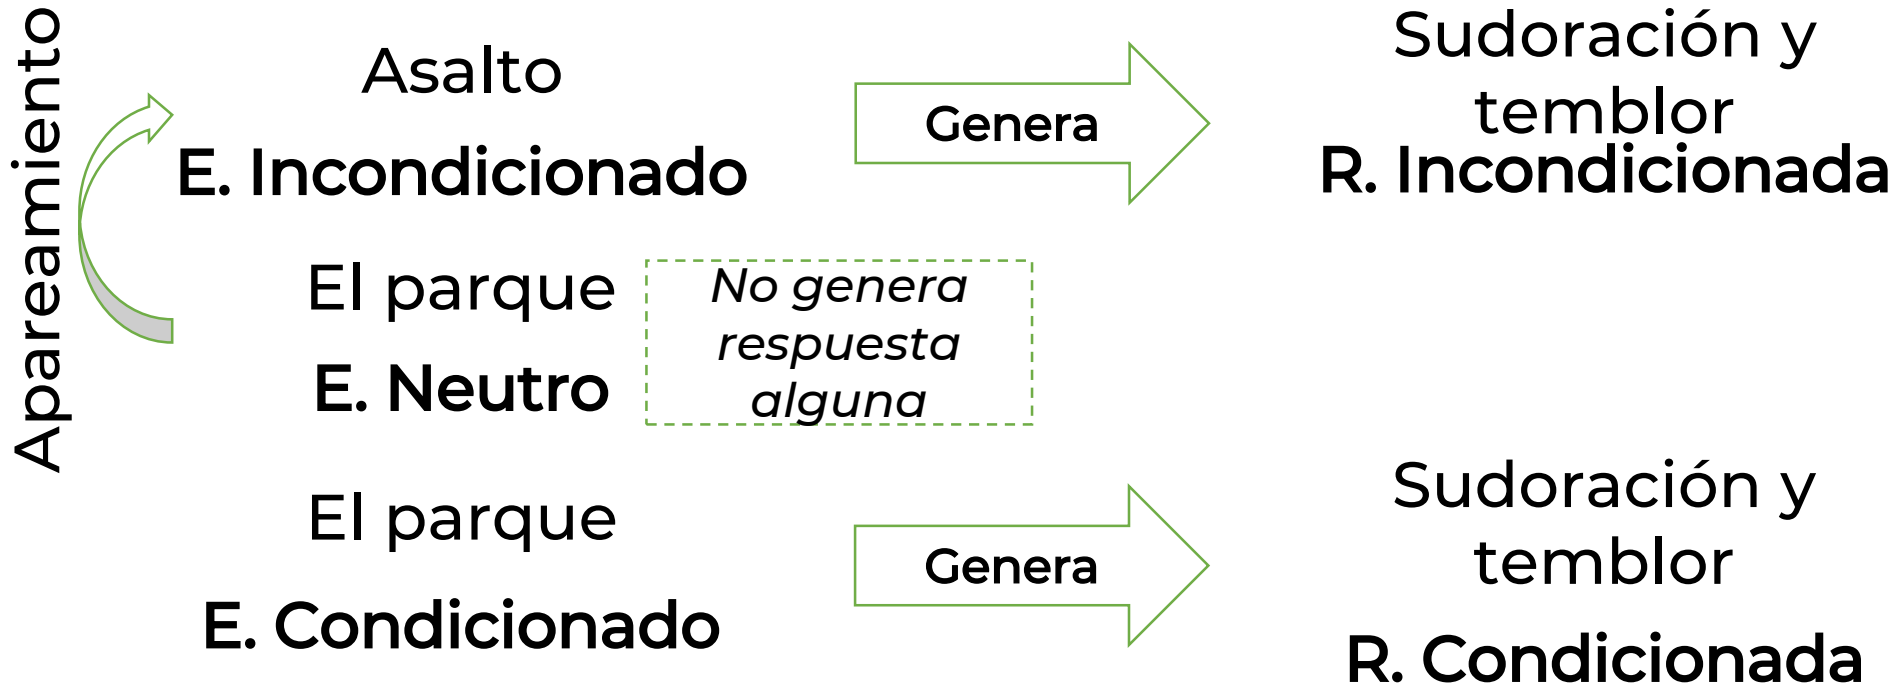 Apareamiento
Asalto
E. Incondicionado
Genera
Sudoración y
temblor
R. Incondicionada
El parque
E. Neutro
No genera
respuesta
alguna
El parque
E. Condicionado
Genera
Sudoración y
temblor
R. Condicionada